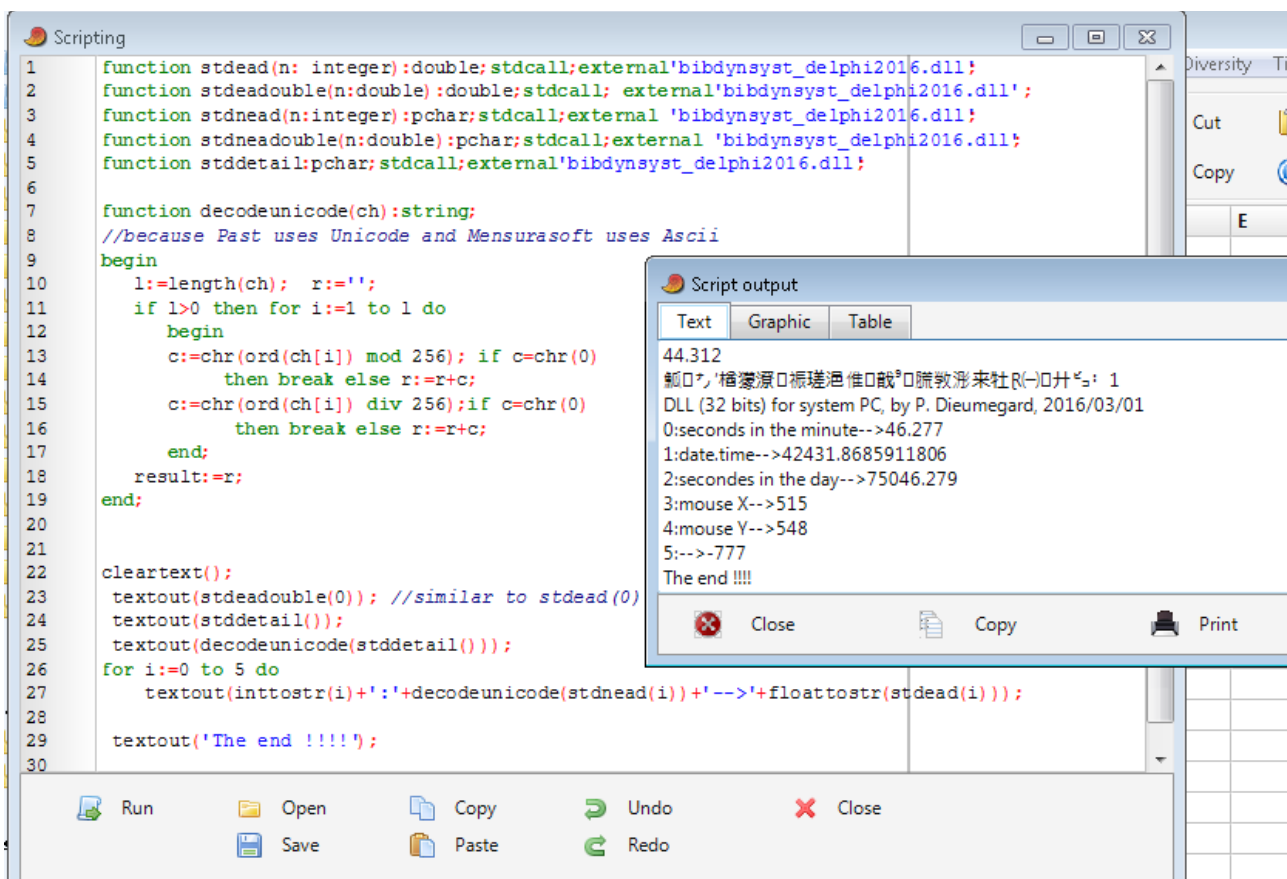 Scripting
1 function stdead(n: integer):double;stdcall;external'bibdynsyst_delphi2016.dll';
2 function stdeadouble(n:double):double;stdcall; external'bibdynsyst_delphi2016.dll';
3 function stdnead(n:integer):pchar;stdcall;external 'bibdynsyst_delphi2016.dll';
4 function stdneadouble(n:double):pchar;stdcall;external 'bibdynsyst_delphi2016.dll';
5 function stddetail:pchar;stdcall;external'bibdynsyst_delphi2016.dll';
6
7 function decodeunicode(ch):string;
8 //because Past uses Unicode and Mensurasoft uses Ascii
9 begin
10 l:=length(ch); r:='';
11 if l>0 then for i:=1 to l do
12 begin
13 c:=chr(ord(ch[i]) mod 256); if c=chr(0)
14 then break else r:=r+c;
15 c:=chr(ord(ch[i]) div 256);if c=chr(0)
16 then break else r:=r+c;
17 end;
18 result:=r;
19 end;
20
21
22 cleartext();
23 textout(stdeadouble(0)); //similar to stdead(0)
24 textout(stddetail());
25 textout(decodeunicode(stddetail()));
26 for i:=0 to 5 do
27 textout(inttostr(i)+':'+decodeunicode(stdnead(i))+'-->'+floattostr(stdead(i)));
28
29 textout('The end !!!!');
30
Run
Open
Copy
Undo
Close
Save
Paste
Redo
Script output
Text Graphic Table
44.312
1
DLL (32 bits) for system PC, by P. Dieumegard, 2016/03/01
0:seconds in the minute-->46.277
1:date.time-->42431.8685911806
2:secondes in the day-->75046.279
3:mouse X-->515
4:mouse Y-->548
5:-->-777
The end !!!!
Close
Copy
Print
Diversity
Cut
Copy
E